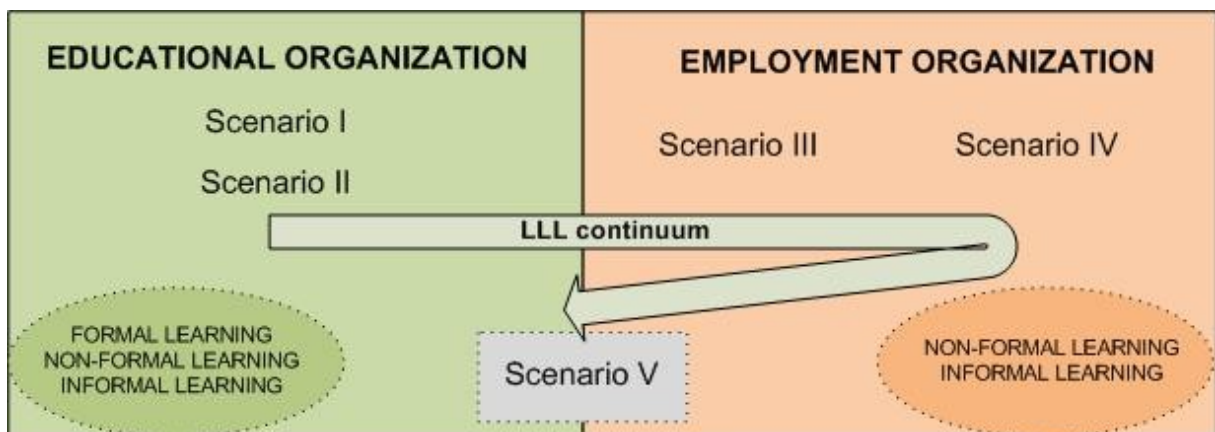 EDUCATIONAL ORGANIZATION
Scenario I
Scenario II
EMPLOYMENT ORGANIZATION
Scenario III
Scenario IV
LLL continuum
FORMAL LEARNING
NON-FORMAL LEARNING
INFORMAL LEARNING
Scenario V
NON-FORMAL LEARNING
INFORMAL LEARNING